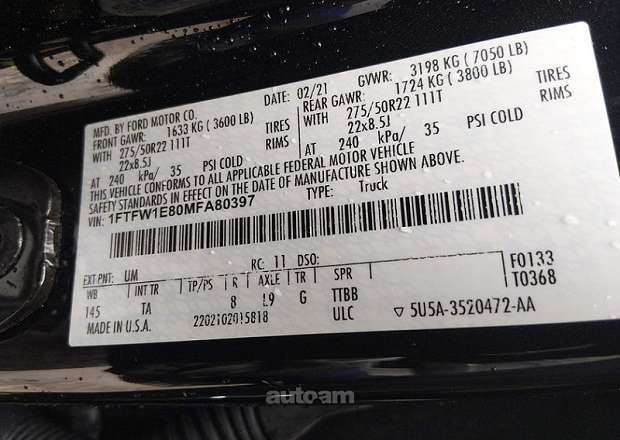 MFD. BY FORD MOTOR CO.
DATE: 02/21 GVWR: 3198 KG ( 7050 LB)
FRONT GAWR: 1633 KG ( 3600 LB)
REAR GAWR: 1724 KG ( 3800 LB)
WITH 275/50R22 111T TIRES
WITH 275/50R22 111T TIRES
22x8.5J RIMS
22x8.5J RIMS
AT 240 kPa/ 35 PSI COLD
AT 240 kPa/ 35 PSI COLD
THIS VEHICLE CONFORMS TO ALL APPLICABLE FEDERAL MOTOR VEHICLE
SAFETY STANDARDS IN EFFECT ON THE DATE OF MANUFACTURE SHOWN ABOVE.
VIN: 1FTFW1E80MFA80397 TYPE: Truck
EXT PNT: UM RC: 11 DSO: F0133
WB INT TR TP/PS R AXLE TR SPR T0368
145 TA 8 L9 G TTBB
MADE IN U.S.A. 2202102015818 ULC 5U5A-3520472-AA
autoam